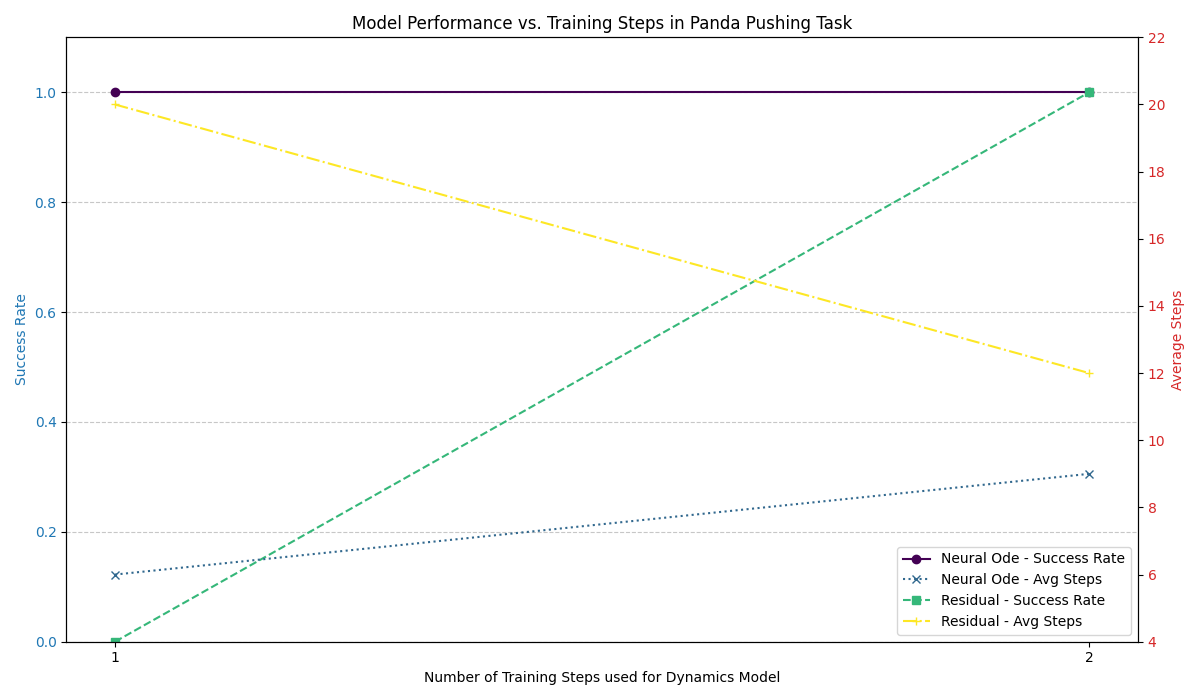 Model Performance vs. Training Steps in Panda Pushing Task
Success Rate
1.0
0.8
0.6
0.4
0.2
0.0
22
20
18
16
14
12
10
8
6
4
Average Steps
Neural Ode - Success Rate
Neural Ode - Avg Steps
Residual - Success Rate
Residual - Avg Steps
1
2
Number of Training Steps used for Dynamics Model